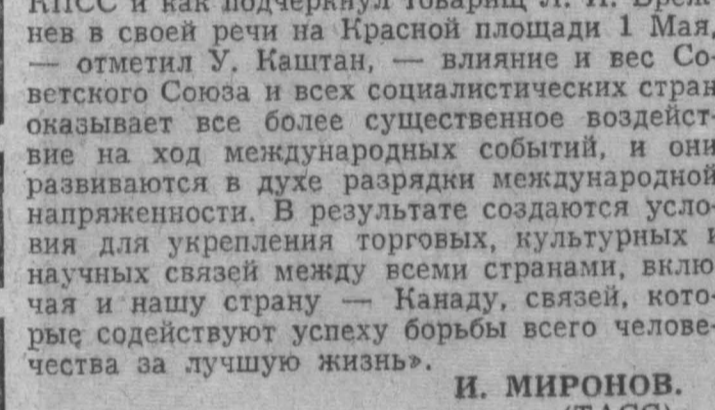 КПСС и как подчеркнул товарищ Л. И. Бреж-
нев в своей речи на Красной площади 1 Мая,
— отметил У. Каштан, — влияние и вес Со-
ветского Союза и всех социалистических стран
оказывает все более существенное воздейст-
вие на ход международных событий, и они
развиваются в духе разрядки международной
напряженности. В результате создаются усло-
вия для укрепления торговых, культурных и
научных связей между всеми странами, вклю-
чая и нашу страну — Канаду, связей, кото-
рые содействуют успеху борьбы всего челове-
чества за лучшую жизнь».
И. МИРОНОВ.
(ТАСС).